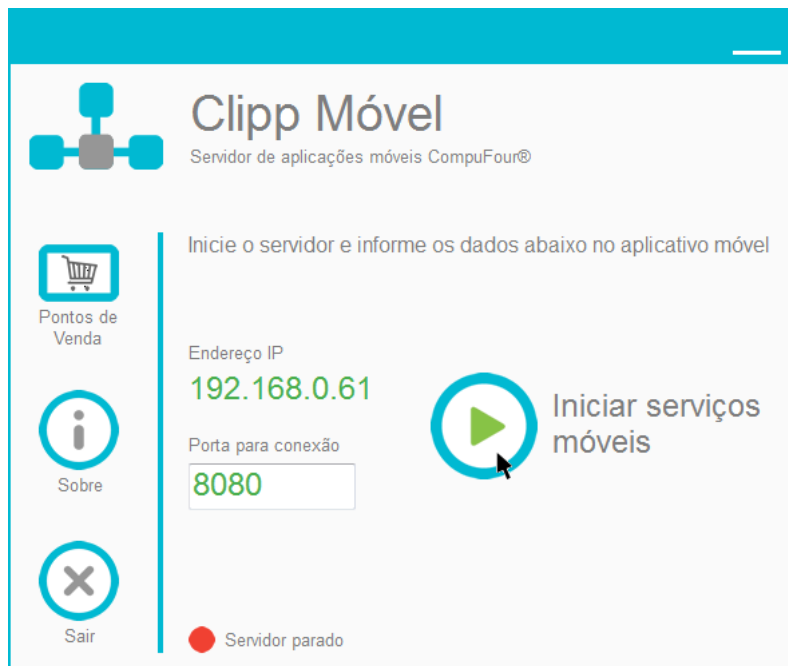 Clipp Móvel
Servidor de aplicações móveis CompuFour®
Inicie o servidor e informe os dados abaixo no aplicativo móvel
Pontos de
Venda
Endereço IP
192.168.0.61
Iniciar serviços
móveis
Porta para conexão
8080
Sobre
Sair
Servidor parado